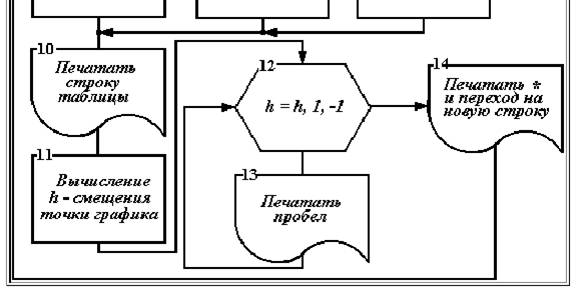 10
Печатать
строку
таблицы
11
Вычисление
h - смещения
точки графика
12
h = h, 1, -1
13
Печатать
пробел
14
Печатать *
и переход на
новую строку